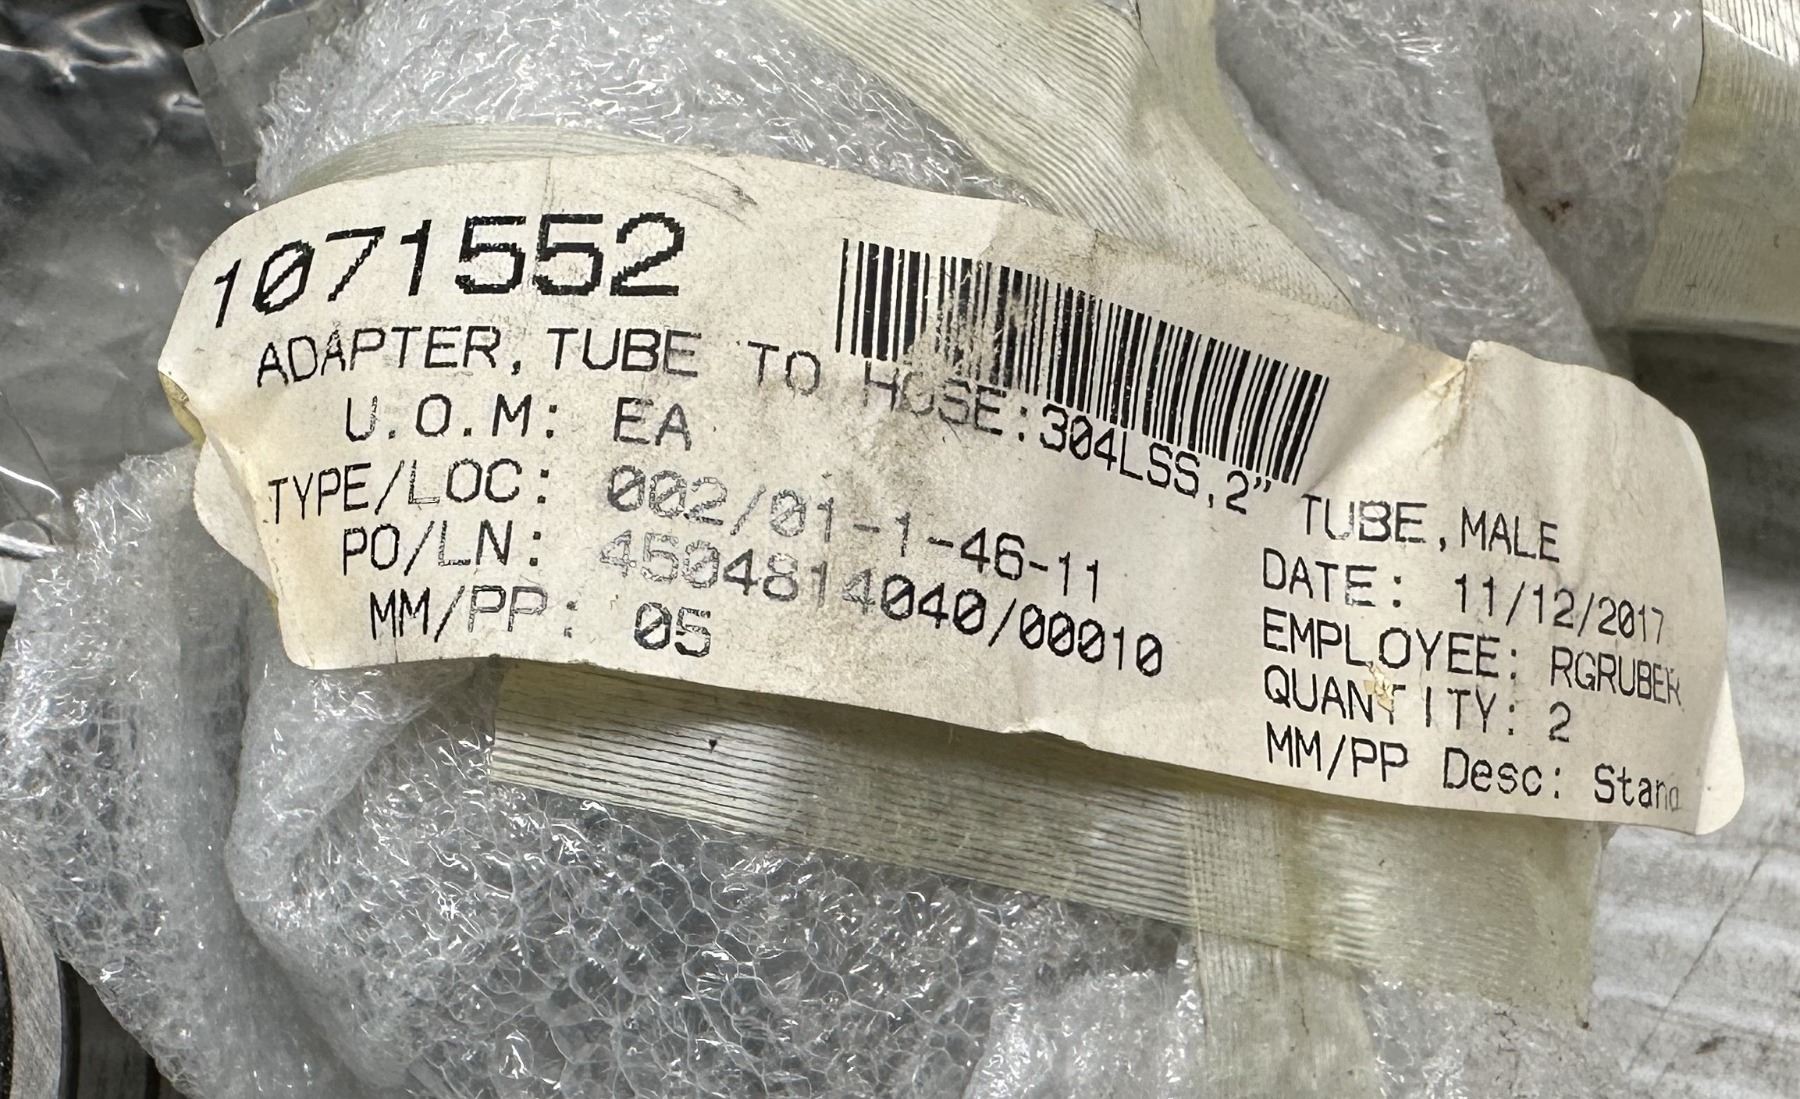 1071552
ADAPTER,TUBE TO HOSE:304LSS,2" TUBE,MALE
U.O.M: EA
TYPE/LOC: 002/01-1-46-11
DATE: 11/12/2017
PO/LN: 4504814040/00010
EMPLOYEE: RGRUBER
MM/PP: 05
QUANTITY: 2
MM/PP Desc: Stand